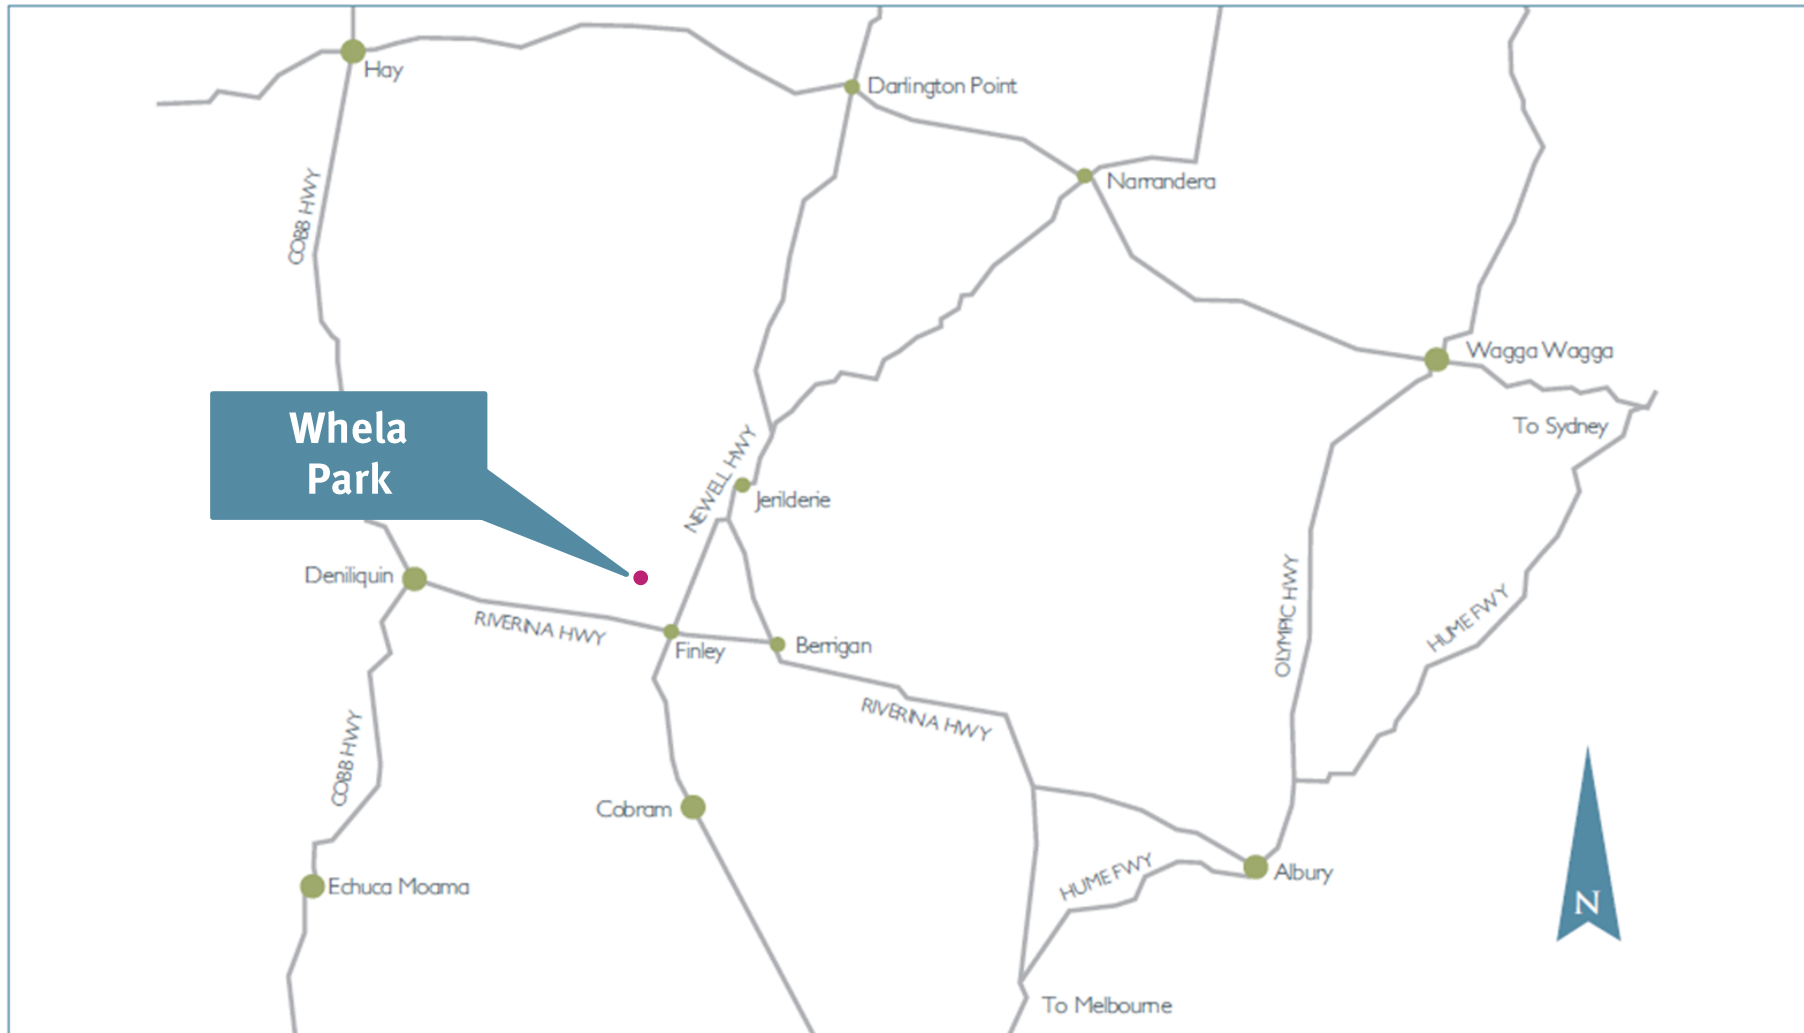 Hay
Darlington Point
Narrandera
COBB HWY
Wagga Wagga
Whela
Park
To Sydney
NEWELL HWY
Jerilderie
Deniliquin
RIVERINA HWY
Finley
Berrigan
OLYMPIC HWY
HUME FWY
RIVERINA HWY
COBB HWY
Cobram
HUME FWY
Albury
Echuca Moama
N
To Melbourne